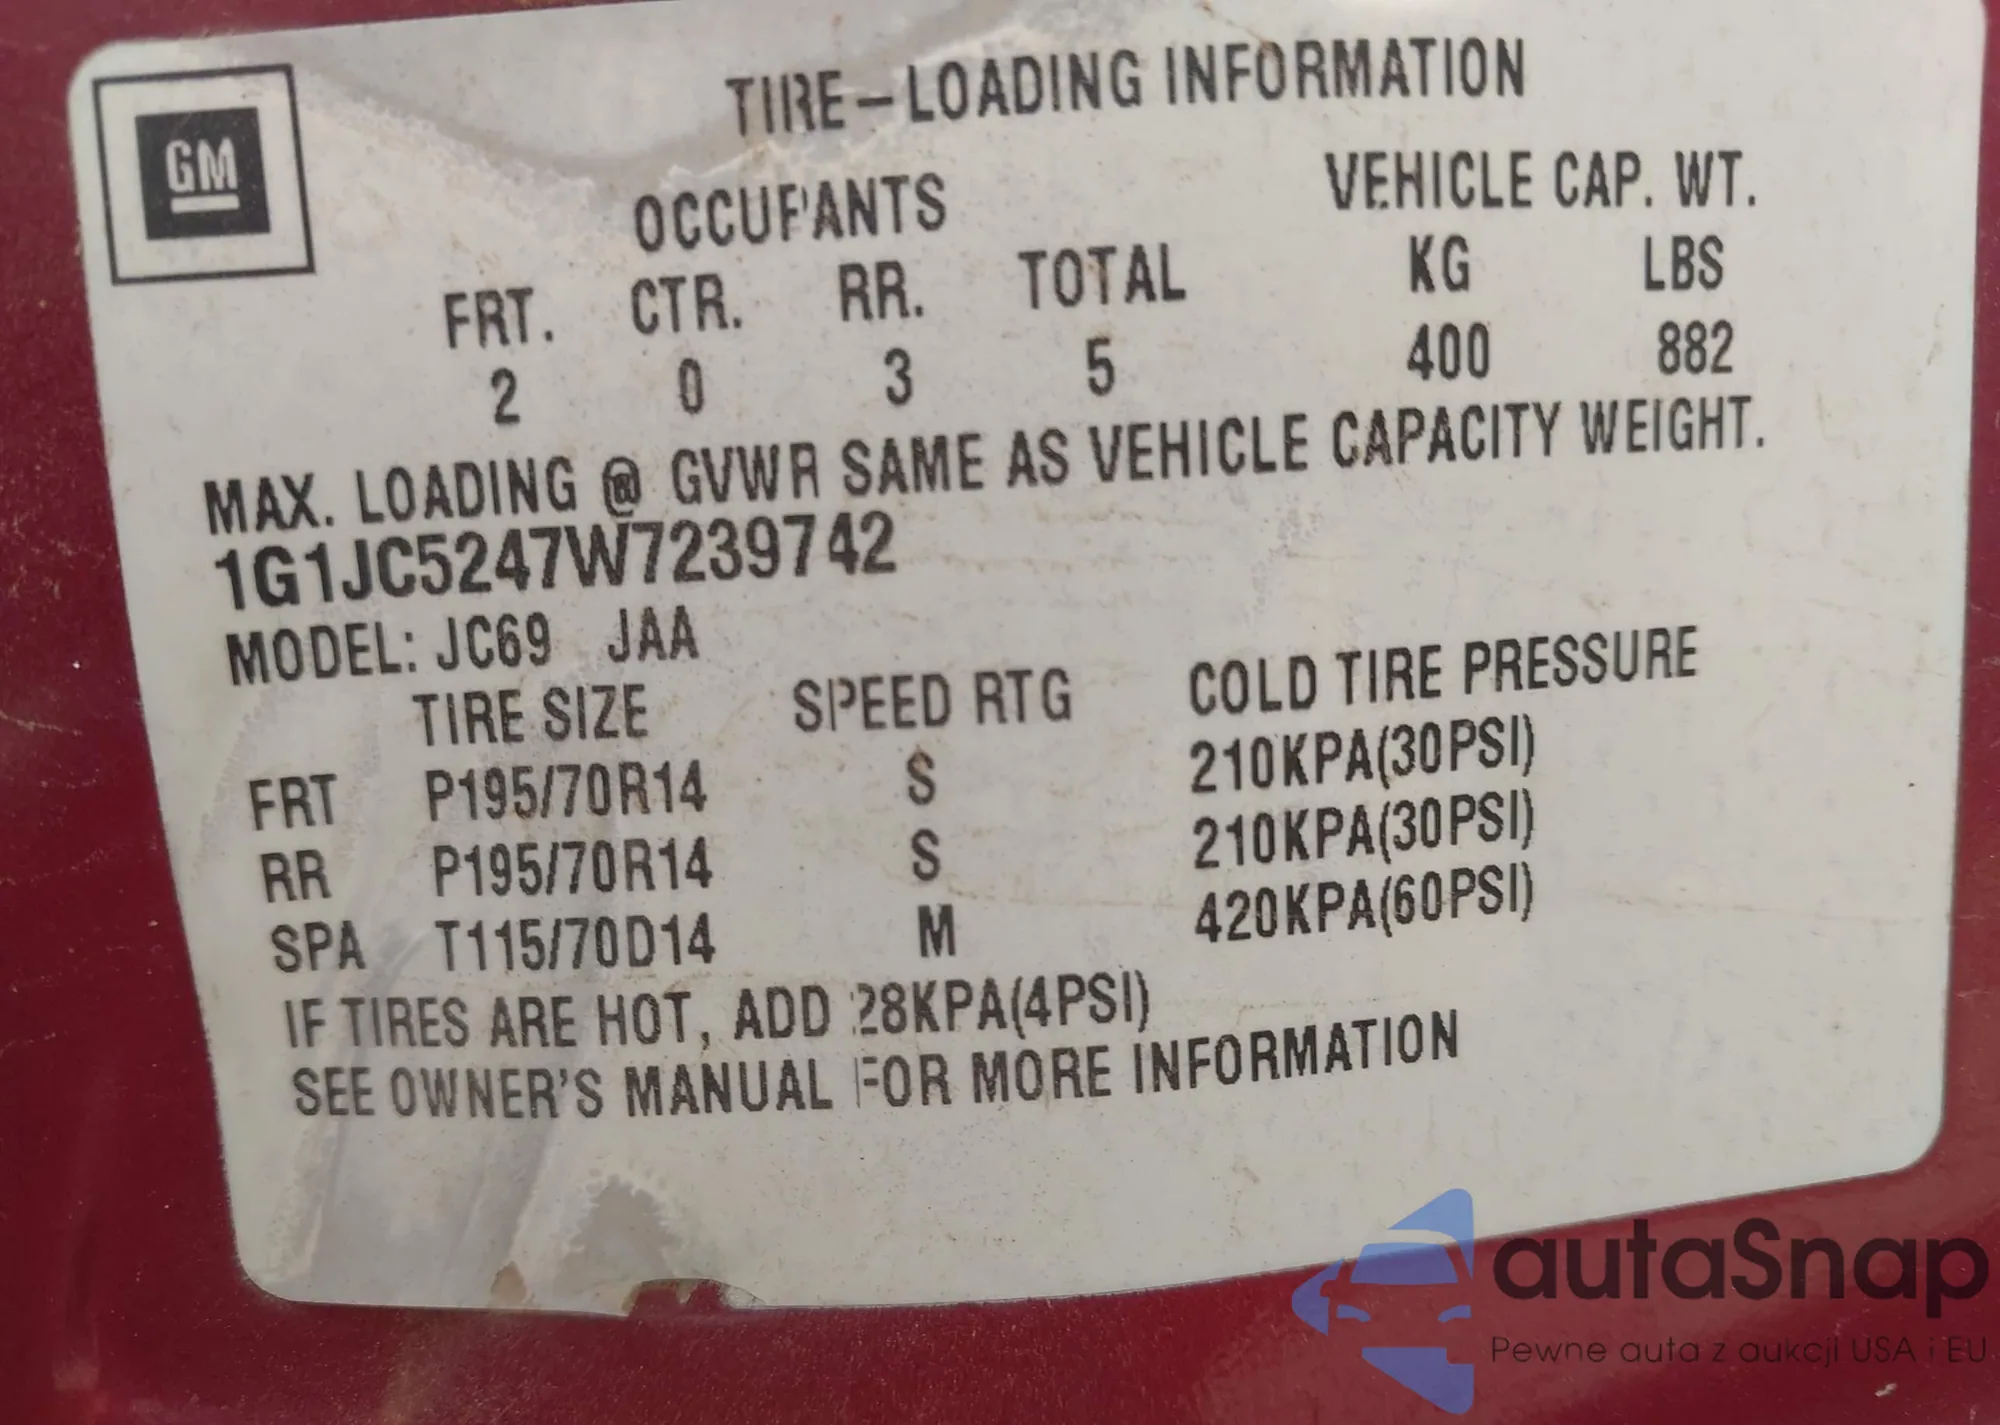 GM
TIRE-LOADING INFORMATION
OCCUPANTS VEHICLE CAP. WT.
FRT. CTR. RR. TOTAL KG LBS
2 0 3 5 400 882
MAX. LOADING @ GVWR SAME AS VEHICLE CAPACITY WEIGHT.
1G1JC5247W7239742
MODEL: JC69 JAA
TIRE SIZE SPEED RTG COLD TIRE PRESSURE
FRT P195/70R14 S 210KPA(30PSI)
RR P195/70R14 S 210KPA(30PSI)
SPA T115/70D14 M 420KPA(60PSI)
IF TIRES ARE HOT, ADD 28KPA(4PSI)
SEE OWNER'S MANUAL FOR MORE INFORMATION
autaSnap
Pewne auta z aukcji USA i EU